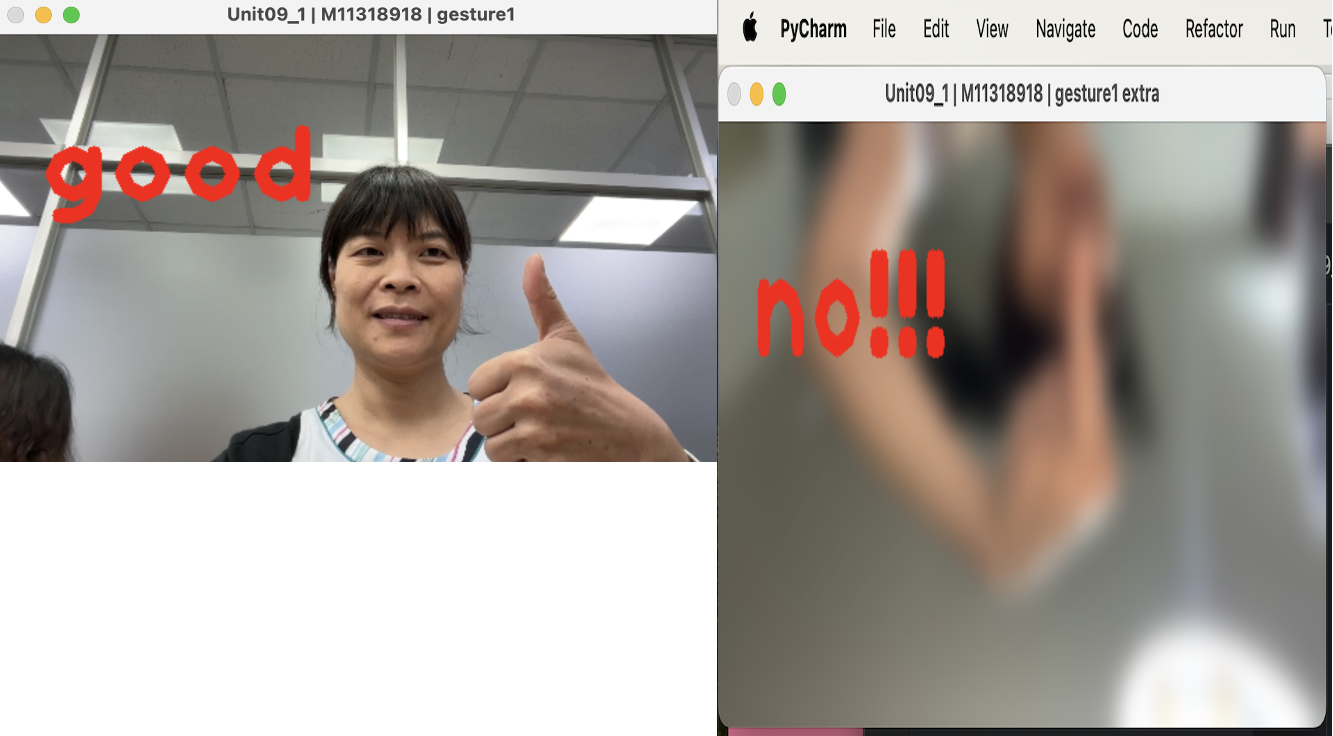 Unit09_1 | M11318918 | gesture1
good
PyCharm File Edit View Navigate Code Refactor Run
Unit09_1 | M11318918 | gesture1 extra
no!!!